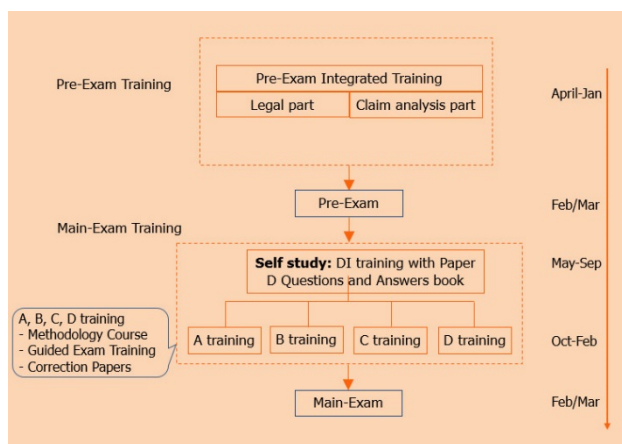 Pre-Exam Training
Pre-Exam Integrated Training
Legal part
Claim analysis part
April-Jan
Pre-Exam
Feb/Mar
Main-Exam Training
Self study: DI training with Paper
D Questions and Answers book
May-Sep
A, B, C, D training
- Methodology Course
- Guided Exam Training
- Correction Papers
A training
B training
C training
D training
Oct-Feb
Main-Exam
Feb/Mar